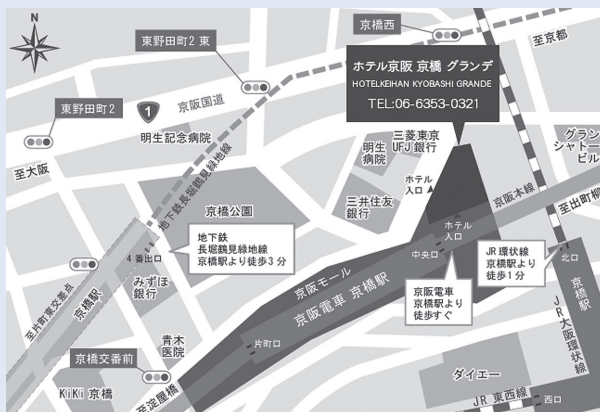 N
京橋西
至京都
東野田町2 東
ホテル京阪 京橋 グランデ
HOTELKEIHAN KYOBASHI GRANDE
TEL:06-6353-0321
東野田町2
1
京阪国道
明生記念病院
三菱東京
UFJ銀行
明生
病院
グラン
シャトー
ビル
至大阪
地下鉄長堀鶴見緑地線
ホテル
入口
三井住友
銀行
京阪本線
至出町柳
京橋公園
地下鉄
長堀鶴見緑地線
京橋駅より徒歩3分
ホテル
入口
中央口
JR環状線
京橋駅より
徒歩1分
北口
4番出口
みずほ
銀行
京阪モール
京阪電車 京橋駅
京阪電車
京橋駅より
徒歩すぐ
京橋駅
JR大阪環状線
至片町東交差点
京橋駅
青木
医院
片町口
京橋交番前
KiKi 京橋
至淀屋橋
ダイエー
JR 東西線
西口